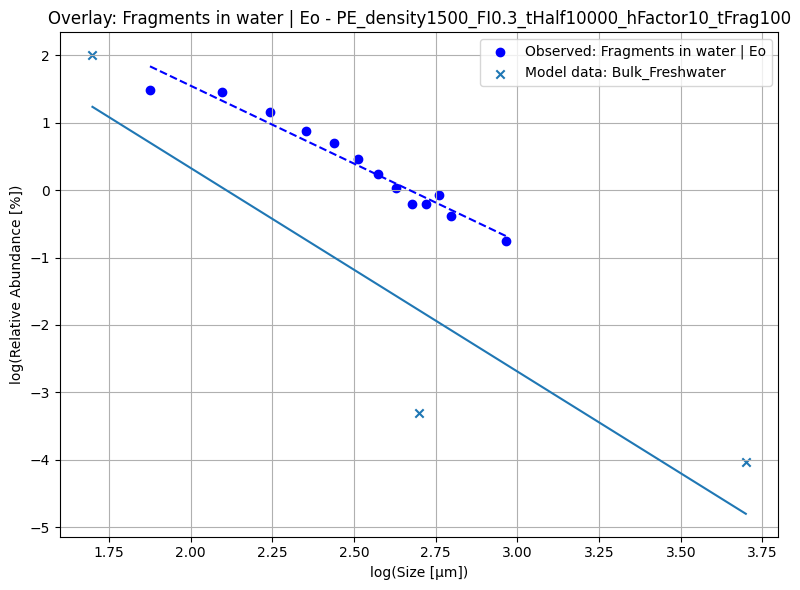 Overlay: Fragments in water | Eo - PE_density1500_FI0.3_tHalf10000_hFactor10_tFrag100
Observed: Fragments in water | Eo
Model data: Bulk_Freshwater
log(Relative Abundance [%])
2
1
0
−1
−2
−3
−4
−5
1.75 2.00 2.25 2.50 2.75 3.00 3.25 3.50 3.75
log(Size [μm])